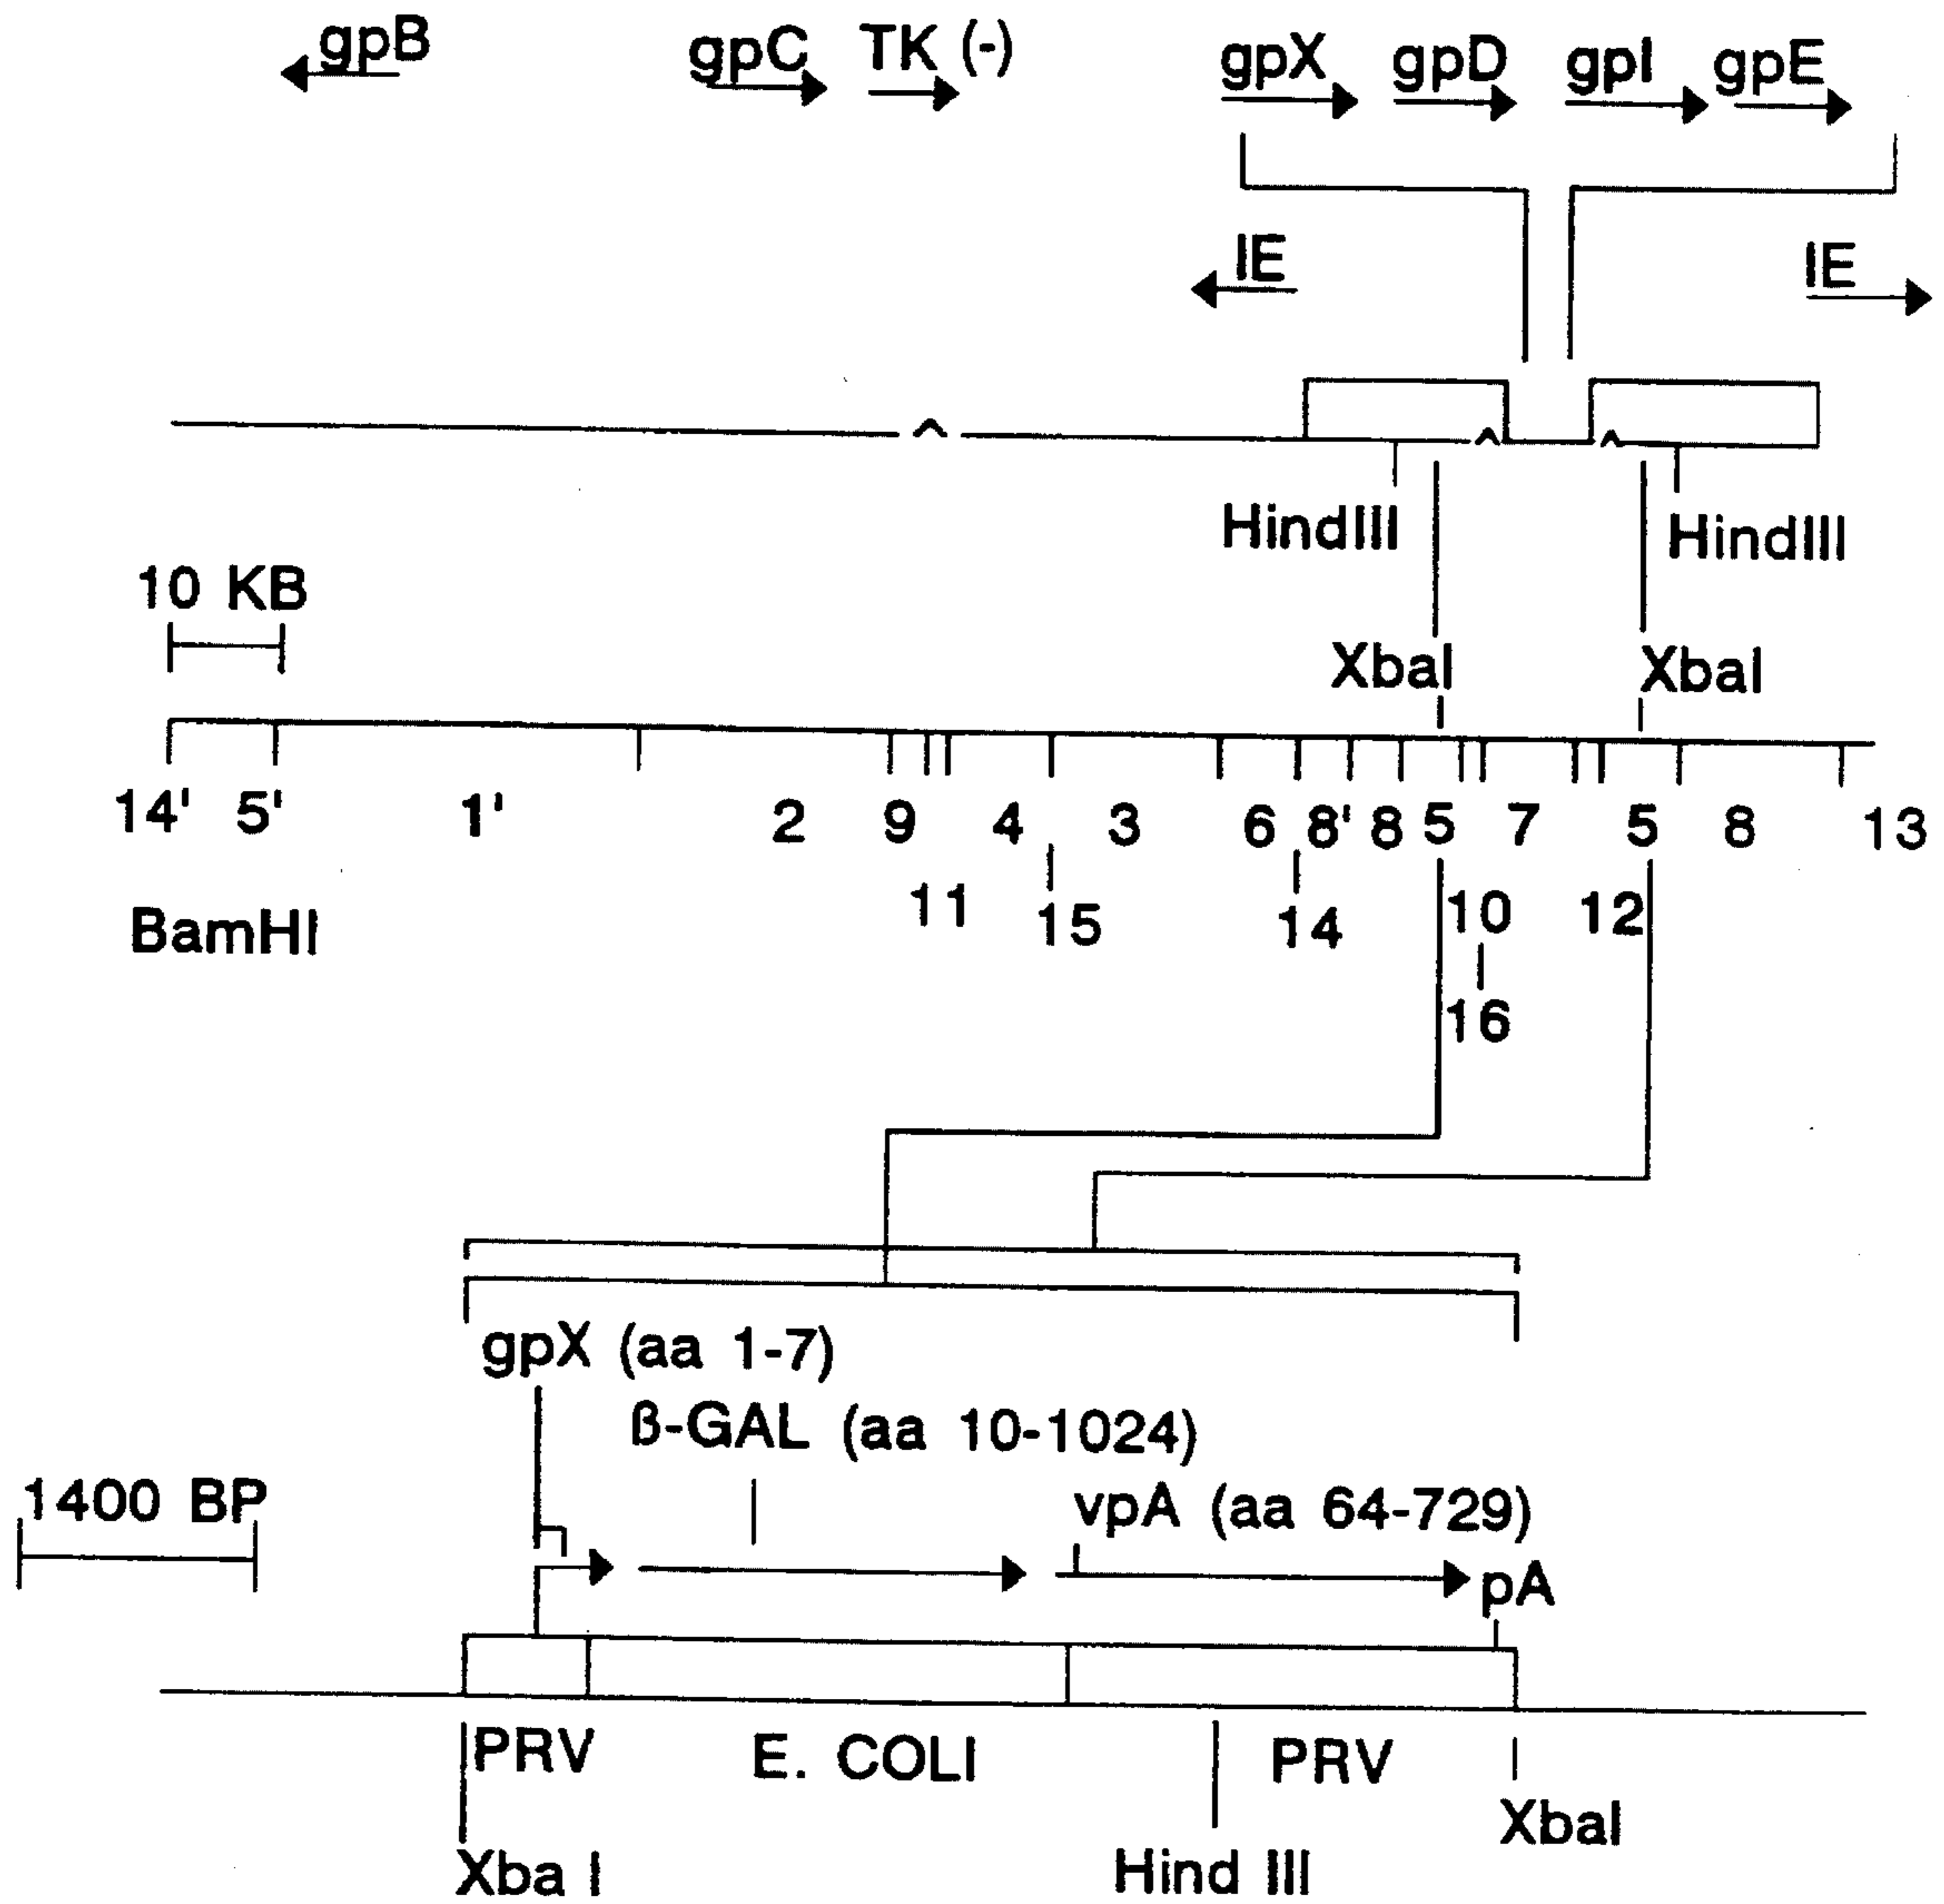 gpB gpC TK (-) gpX gpD gpI gpE
IE IE
HindIII HindIII
10 KB
XbaI XbaI
14' 5' 1' 2 9 4 3 6 8' 8 5 7 5 8 13
11 15 14 10 12
BamHI
16
gpX (aa 1-7)
ß-GAL (aa 10-1024)
1400 BP vpA (aa 64-729)
pA
PRV E. COLI PRV
Xba I Hind III XbaI